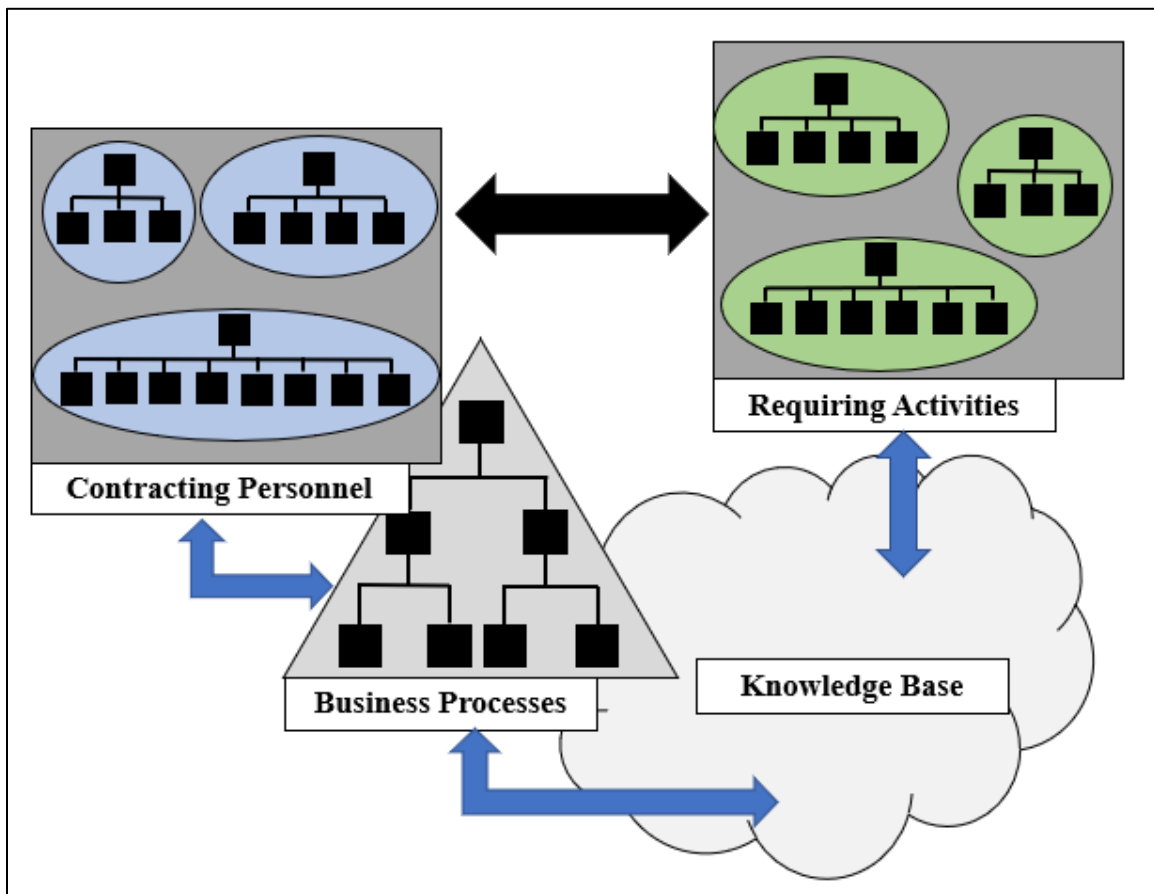 Requiring Activities
Contracting Personnel
Business Processes
Knowledge Base